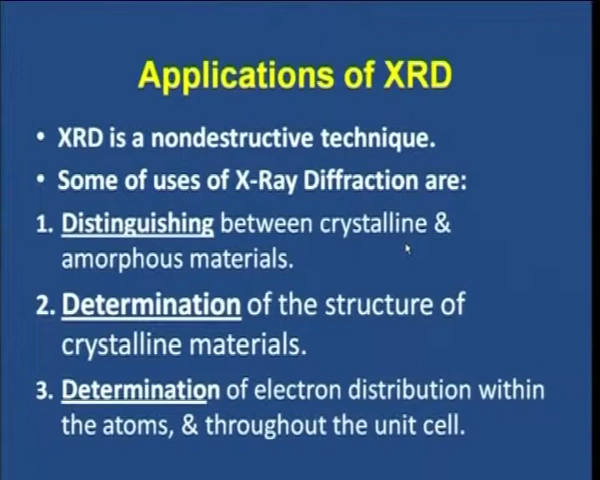 Applications of XRD
• XRD is a nondestructive technique.
• Some of uses of X-Ray Diffraction are:
1. Distinguishing between crystalline &
amorphous materials.
2. Determination of the structure of
crystalline materials.
3. Determination of electron distribution within
the atoms, & throughout the unit cell.